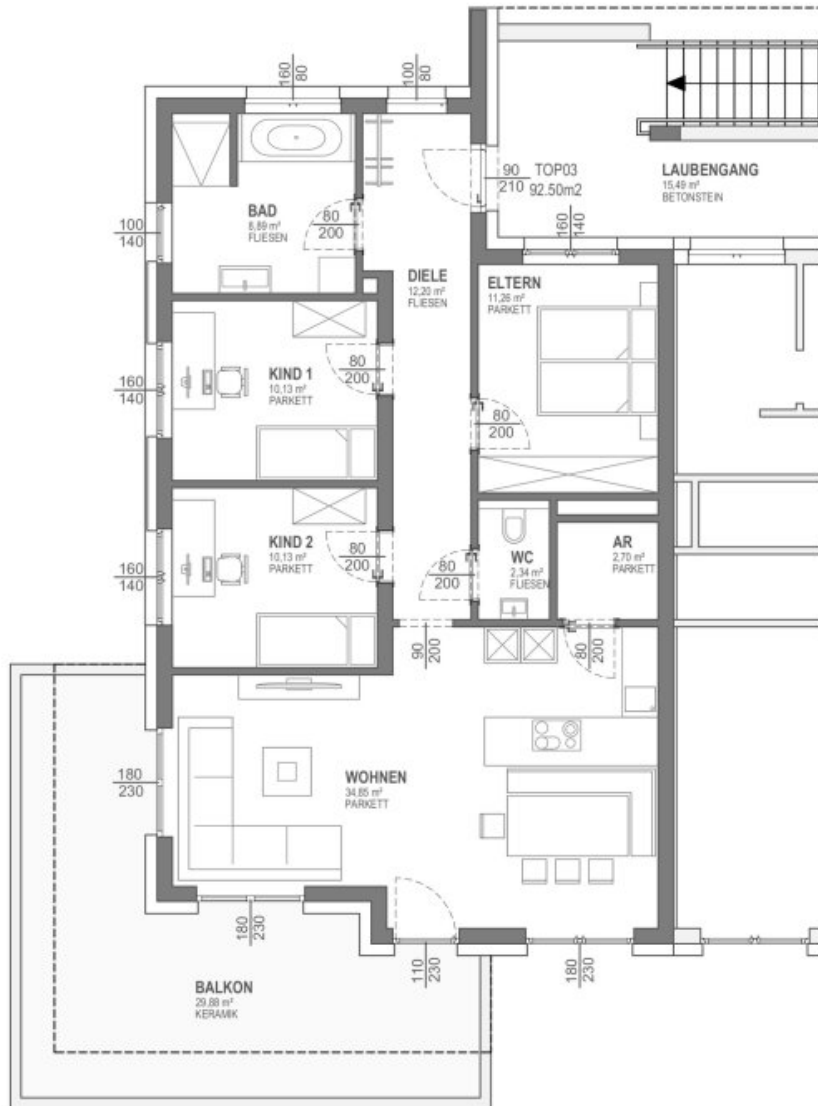 160
80
100
80
90
210
TOP03
92.50m2
LAUBENGANG
15,49 m²
BETONSTEIN
100
140
BAD
8,89 m²
FLIESEN
80
200
160
140
DIELE
12,20 m²
FLIESEN
ELTERN
11,26 m²
PARKETT
160
140
KIND 1
10,13 m²
PARKETT
80
200
80
200
160
140
KIND 2
10,13 m²
PARKETT
80
200
80
200
WC
2,34 m²
FLIESEN
AR
2,70 m²
PARKETT
90
200
80
200
180
230
WOHNEN
34,85 m²
PARKETT
180
230
110
230
180
230
BALKON
29,88 m²
KERAMIK